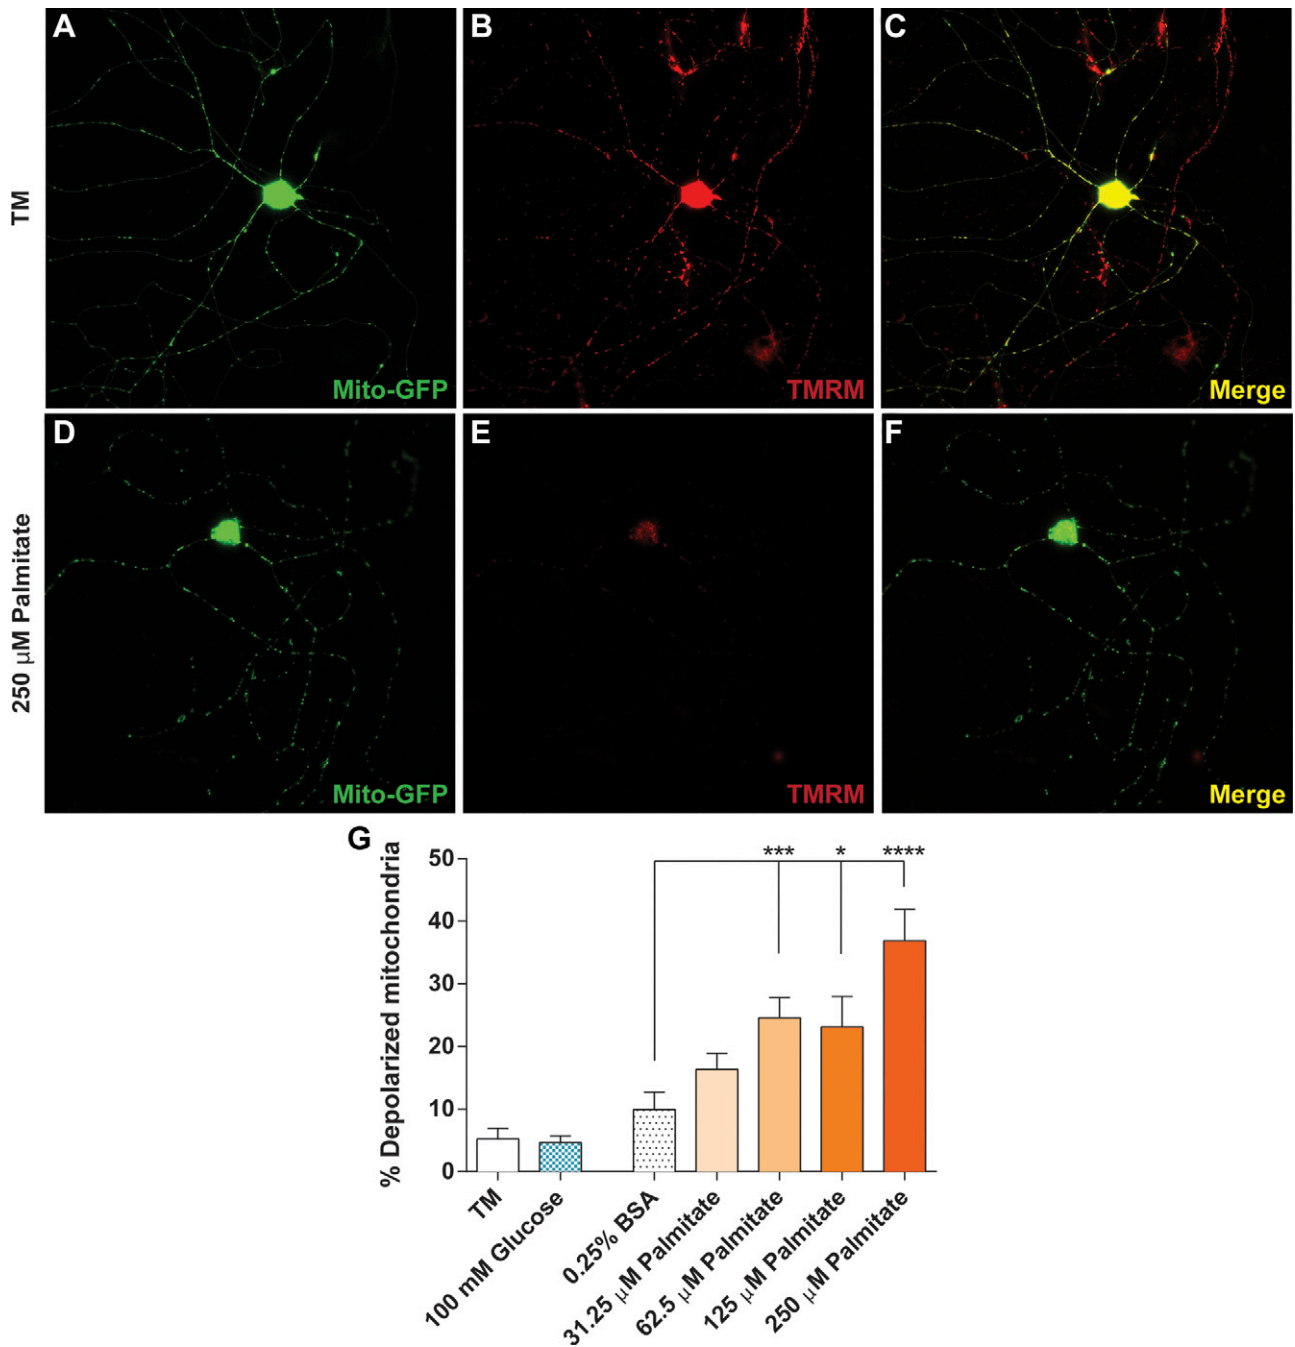 A
B
C
TM
Mito-GFP
TMRM
Merge
D
E
F
250 μM Palmitate
Mito-GFP
TMRM
Merge
G
% Depolarized mitochondria
*** * ****
50
40
30
20
10
0
TM
100 mM Glucose
0.25% BSA
31.25 μM Palmitate
62.5 μM Palmitate
125 μM Palmitate
250 μM Palmitate